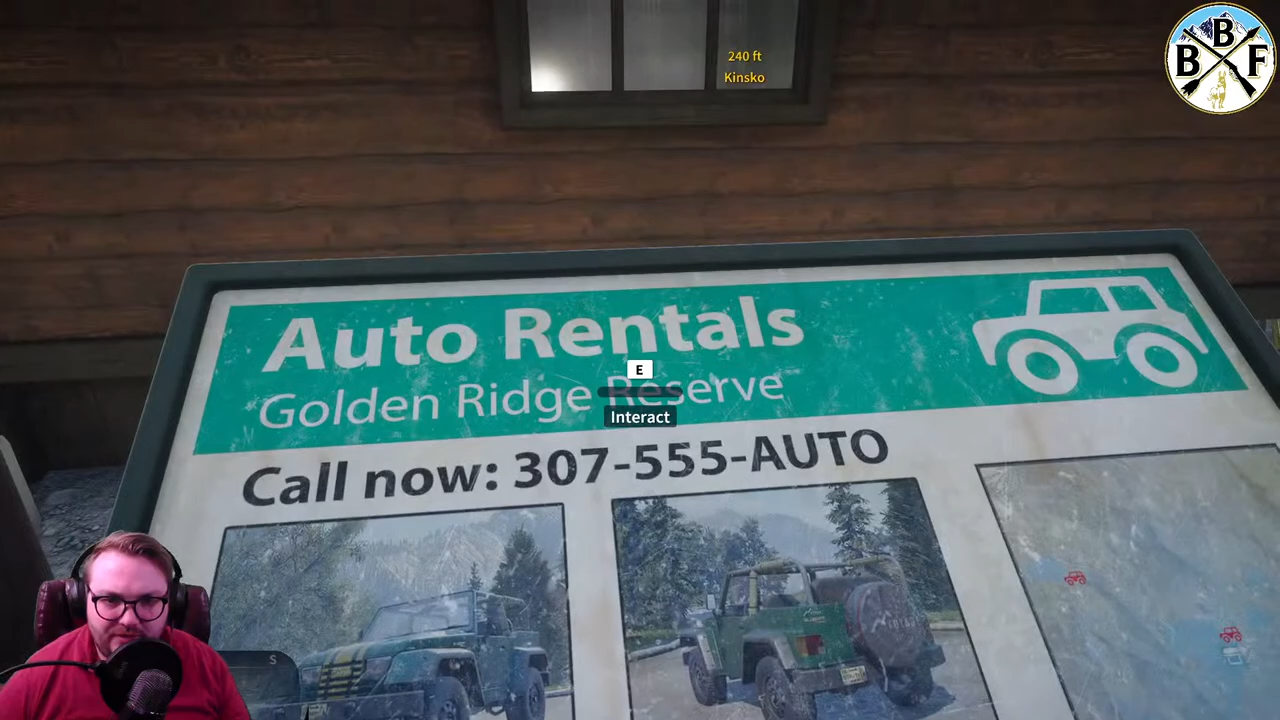 240 ft
Kinsko
B
B F
Auto Rentals
Golden Ridge Reserve
E
Interact
Call now: 307-555-AUTO
S